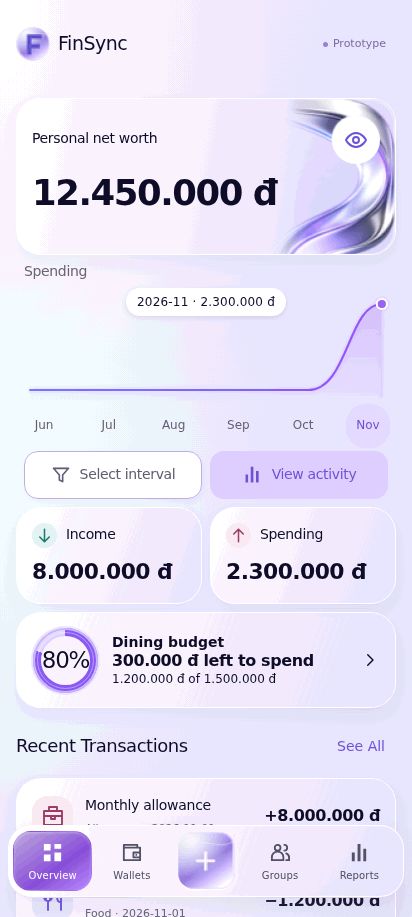 F FinSync
Prototype
Personal net worth
12.450.000 đ
Spending
2026-11 · 2.300.000 đ
Jun Jul Aug Sep Oct Nov
Select interval View activity
Income Spending
8.000.000 đ 2.300.000 đ
80%
Dining budget
300.000 đ left to spend
1.200.000 đ of 1.500.000 đ
Recent Transactions See All
Monthly allowance
+8.000.000 đ
Overview Wallets + Groups Reports
−1.200.000 đ
Food · 2026-11-01